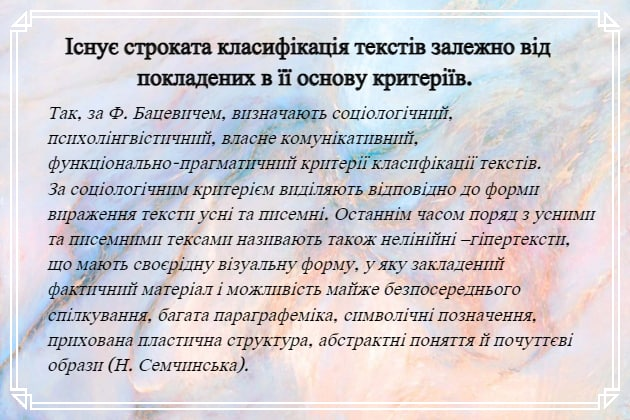 Існує строката класифікація текстів залежно від
покладених в її основу критеріїв.
Так, за Ф. Бацевичем, визначають соціологічний,
психолінгвістичний, власне комунікативний,
функціонально-прагматичний критерії класифікації текстів.
За соціологічним критерієм виділяють відповідно до форми
вираження тексти усні та писемні. Останнім часом поряд з усними
та писемними тексами називають також нелінійні –гіпертексти,
що мають своєрідну візуальну форму, у яку закладений
фактичний матеріал і можливість майже безпосереднього
спілкування, багата параграфеміка, символічні позначення,
прихована пластична структура, абстрактні поняття й почуттєві
образи (Н. Семчинська).